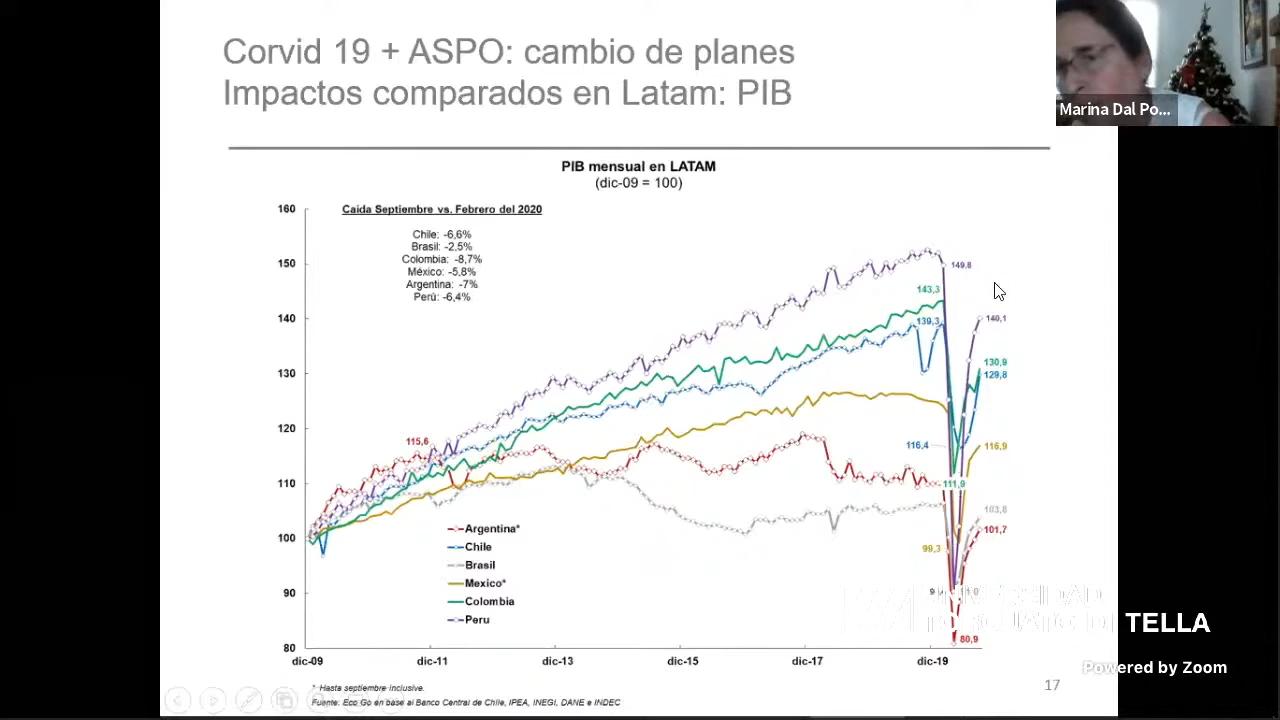 Corvid 19 + ASPO: cambio de planes
Impactos comparados en Latam: PIB
Marina Dal Po...
PIB mensual en LATAM
(dic-09 = 100)
Caida Septiembre vs. Febrero del 2020
Chile: -6,6%
Brasil: -2,5%
Colombia: -8,7%
México: -5,8%
Argentina: -7%
Perú: -6,4%
160
150
140
130
120
110
100
90
80
115,6
149,8
143,3
139,3
140,1
130,9
129,8
116,4
116,9
111,9
103,8
101,7
99,3
80,9
Argentina*
Chile
Brasil
Mexico*
Colombia
Peru
dic-09
dic-11
dic-13
dic-15
dic-17
dic-19
* Hasta septiembre inclusive.
Fuente: Eco Go en base al Banco Central de Chile, IPEA, INEGI, DANE e INDEC
17
UNIVERSIDAD
TORCUATO DI TELLA
Powered by Zoom